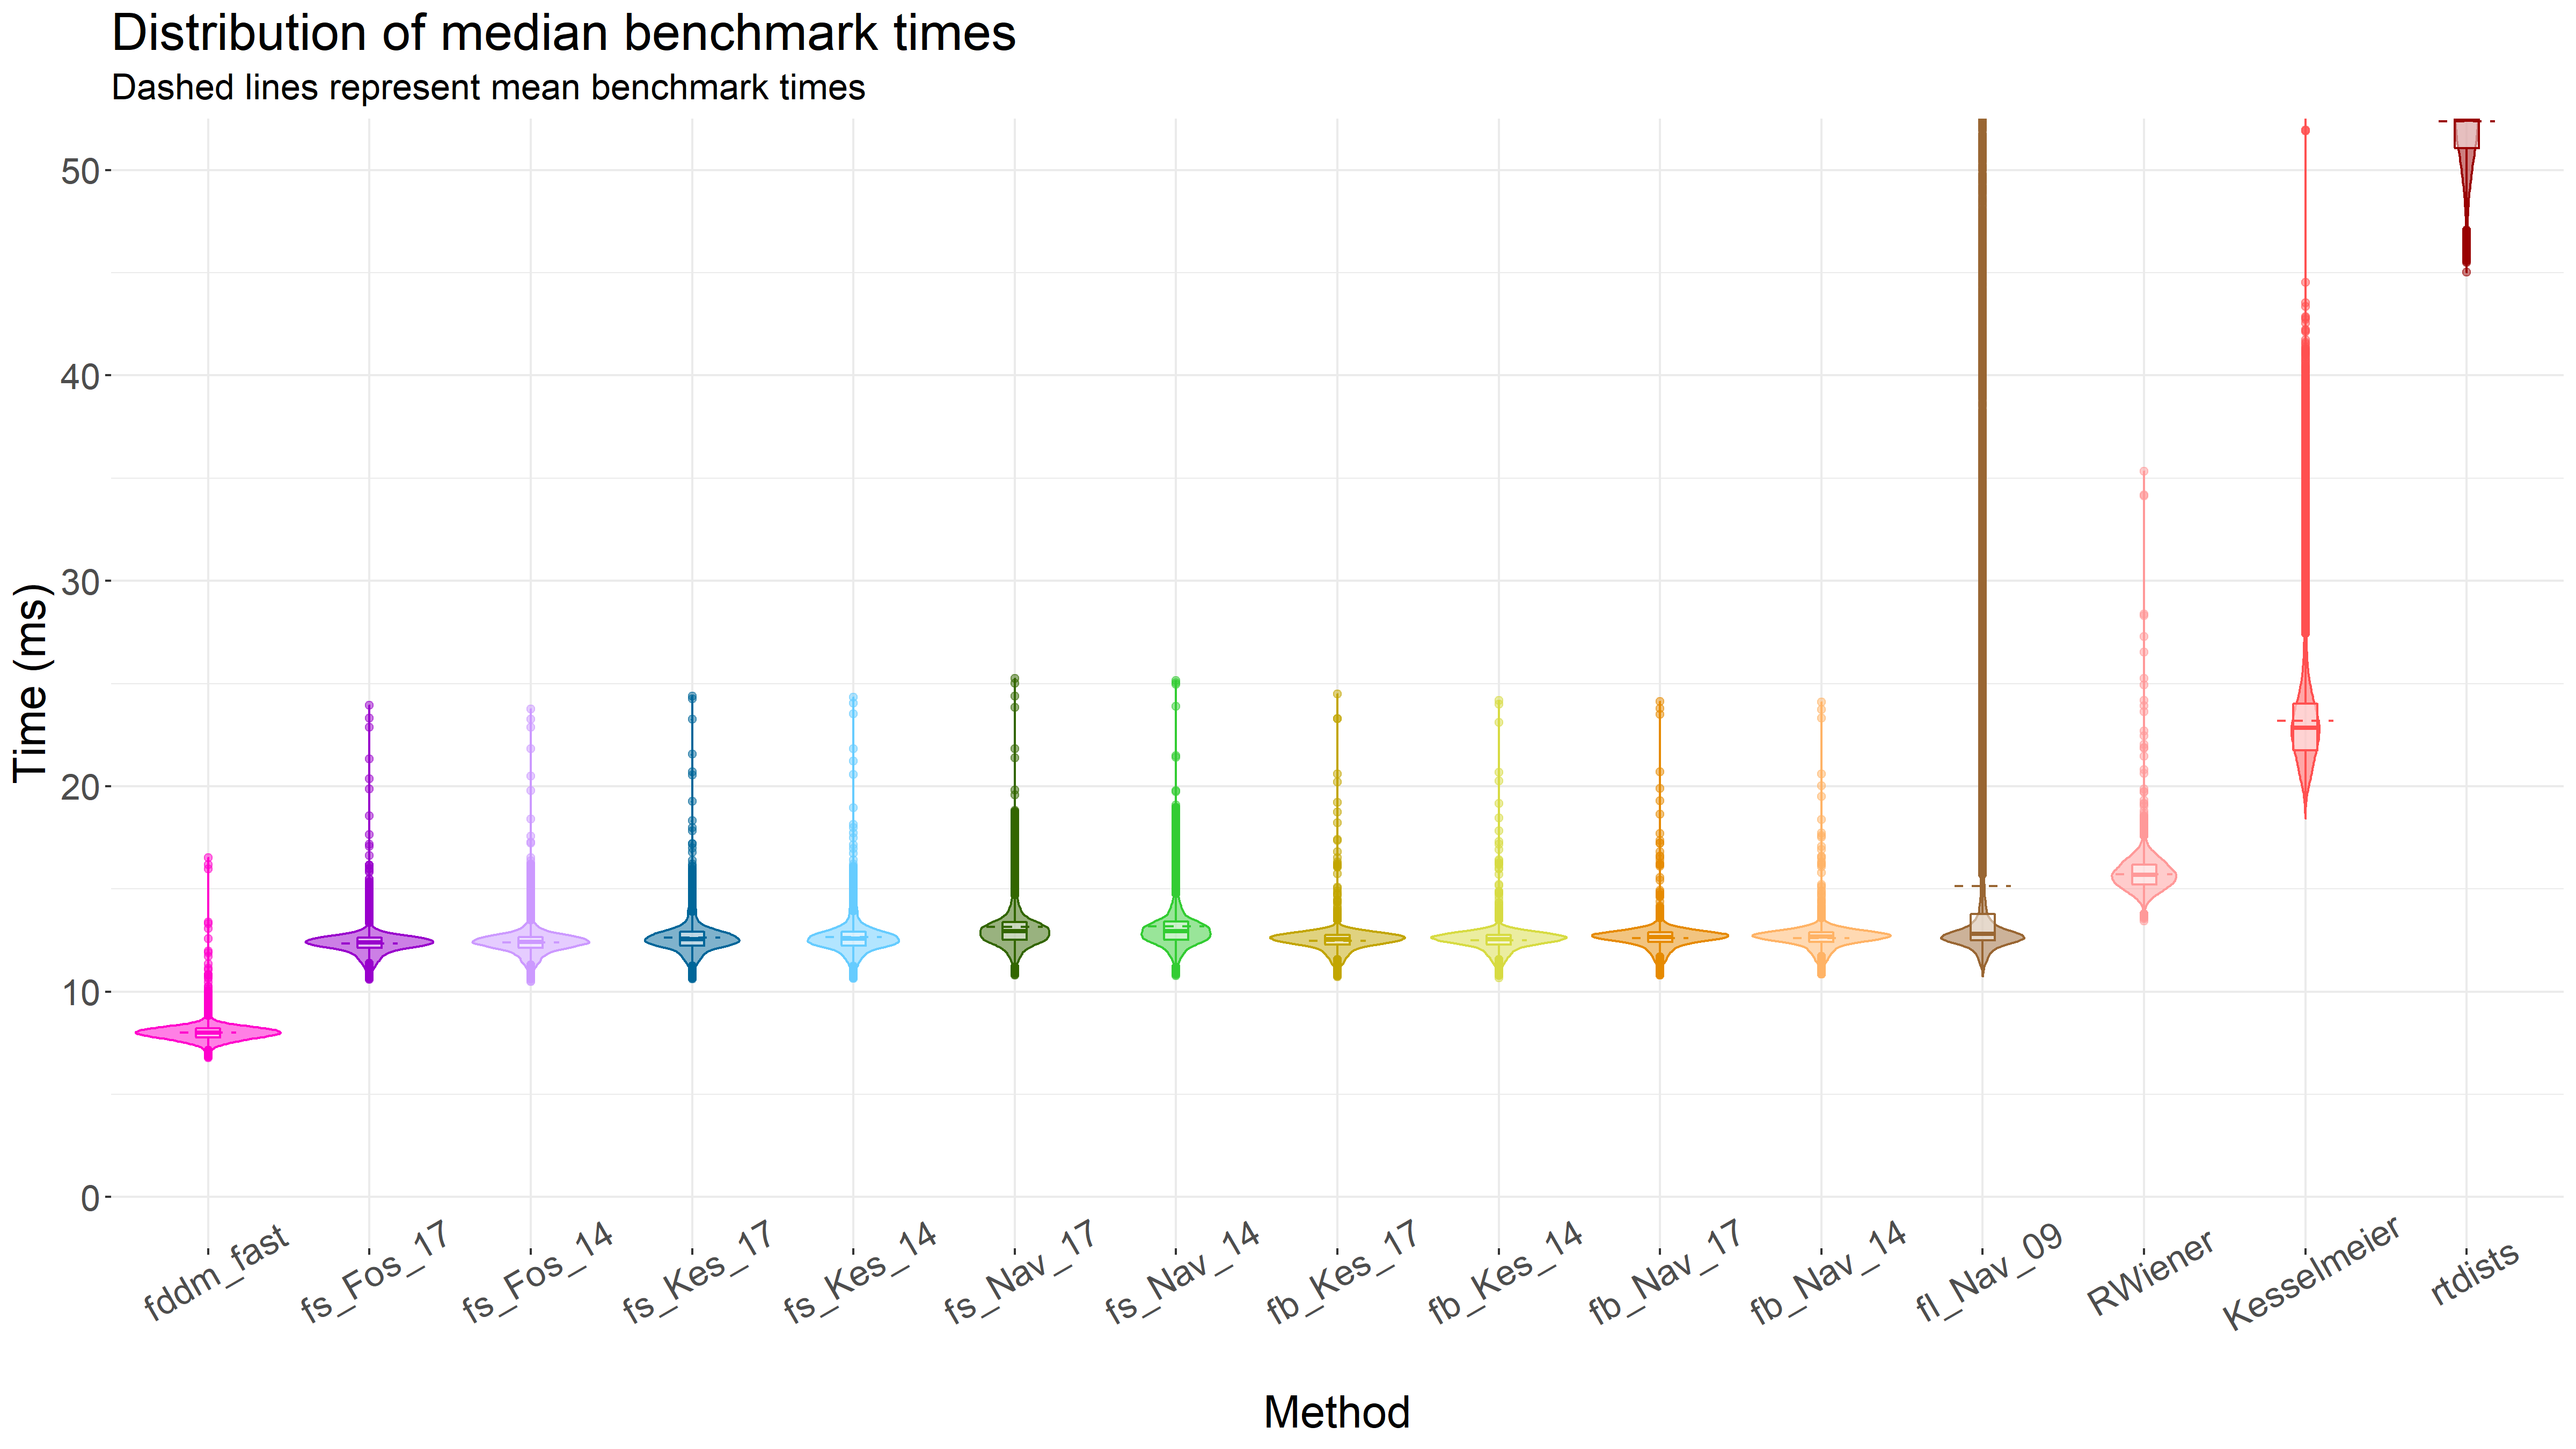 Distribution of median benchmark times
Dashed lines represent mean benchmark times
Time (ms)
50
40
30
20
10
0
fddm_fast
fs_Fos_17
fs_Fos_14
fs_Kes_17
fs_Kes_14
fs_Nav_17
fs_Nav_14
fb_Kes_17
fb_Kes_14
fb_Nav_17
fb_Nav_14
fl_Nav_09
RWiener
Kesselmeier
rtdists
Method